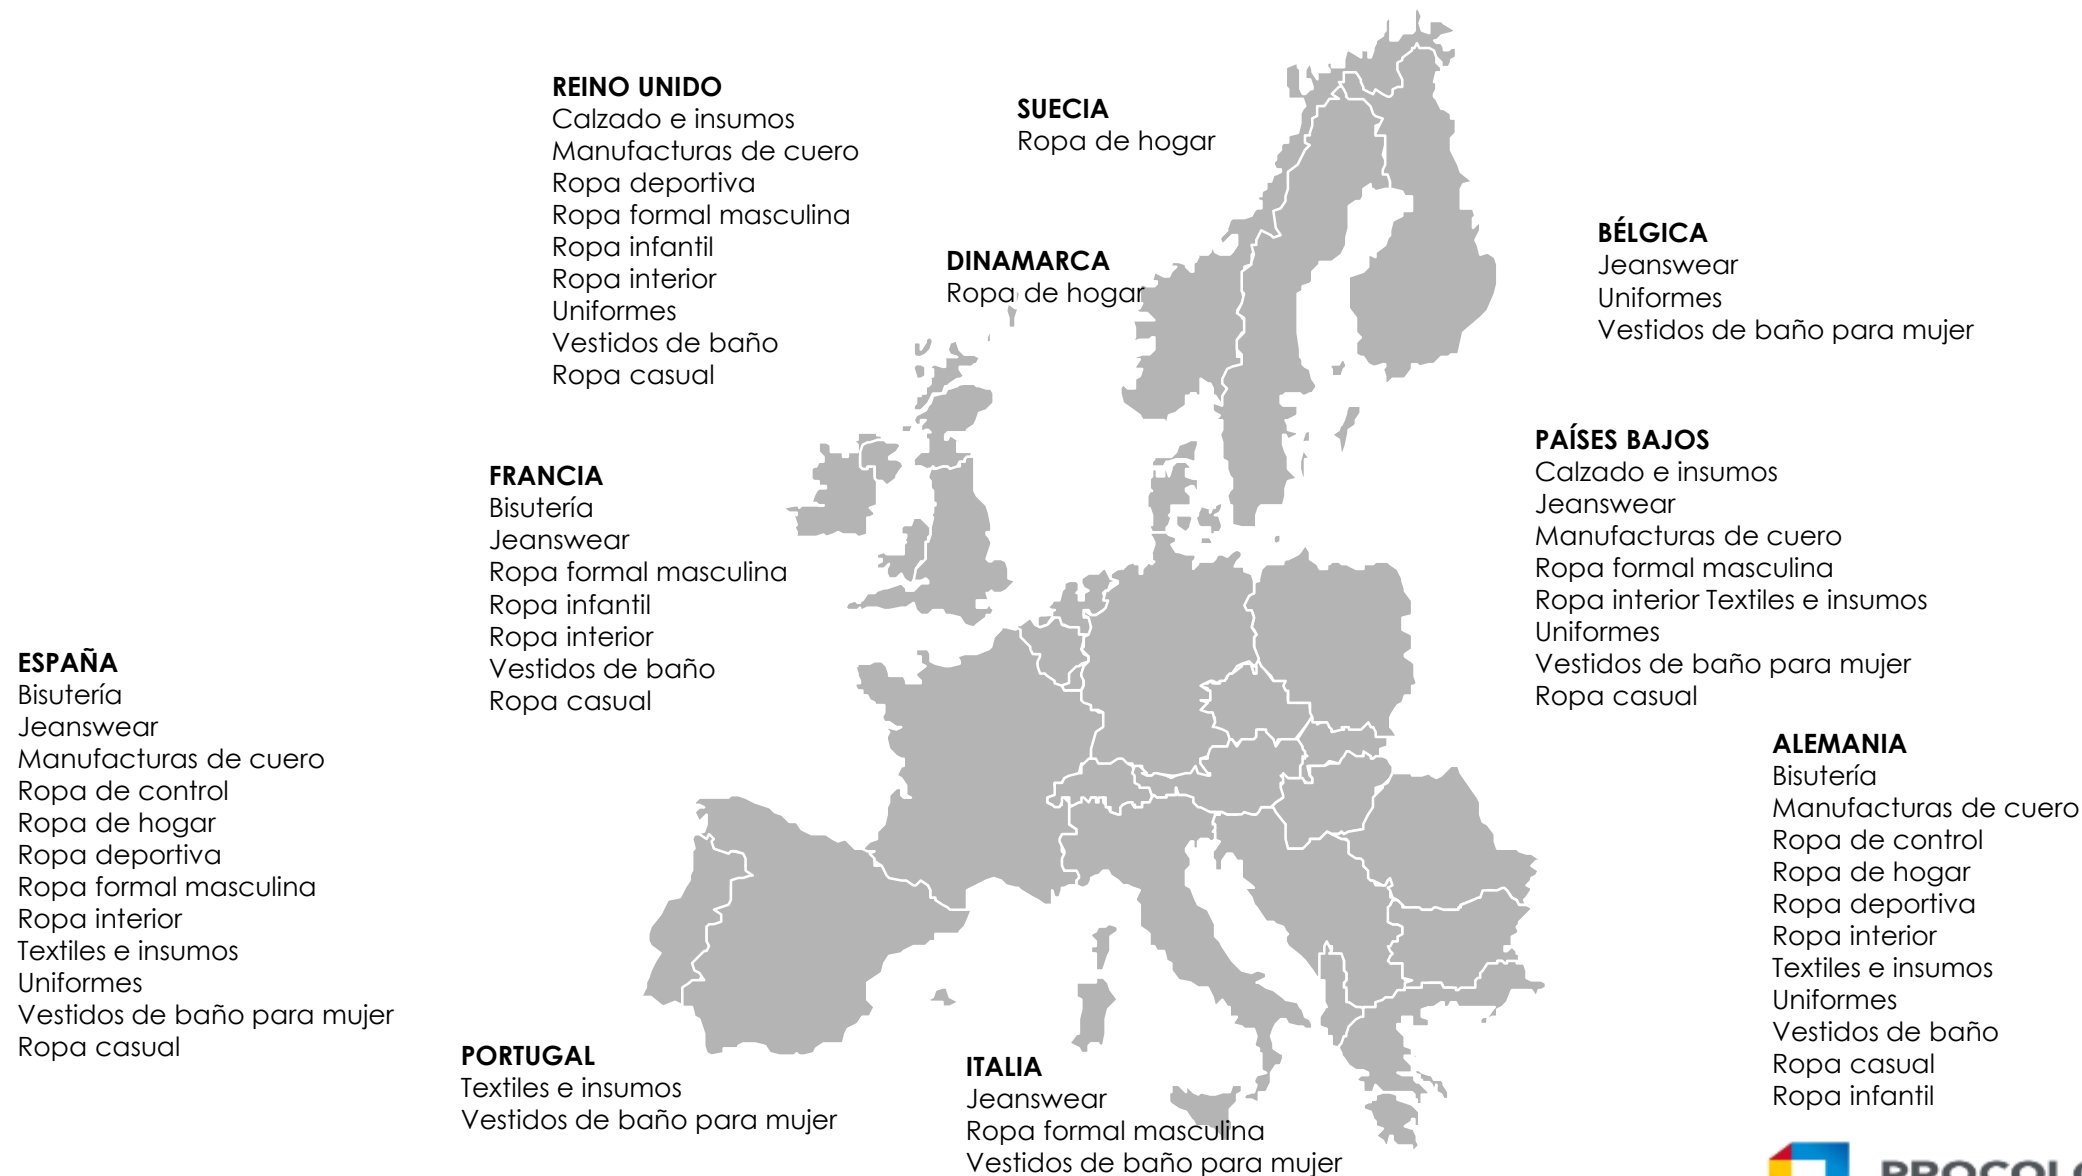 REINO UNIDO
Calzado e insumos
Manufacturas de cuero
Ropa deportiva
Ropa formal masculina
Ropa infantil
Ropa interior
Uniformes
Vestidos de baño
Ropa casual
SUECIA
Ropa de hogar
DINAMARCA
Ropa de hogar
BÉLGICA
Jeanswear
Uniformes
Vestidos de baño para mujer
FRANCIA
Bisutería
Jeanswear
Ropa formal masculina
Ropa infantil
Ropa interior
Vestidos de baño
Ropa casual
PAÍSES BAJOS
Calzado e insumos
Jeanswear
Manufacturas de cuero
Ropa formal masculina
Ropa interior Textiles e insumos
Uniformes
Vestidos de baño para mujer
Ropa casual
ESPAÑA
Bisutería
Jeanswear
Manufacturas de cuero
Ropa de control
Ropa de hogar
Ropa deportiva
Ropa formal masculina
Ropa interior
Textiles e insumos
Uniformes
Vestidos de baño para mujer
Ropa casual
ALEMANIA
Bisutería
Manufacturas de cuero
Ropa de control
Ropa de hogar
Ropa deportiva
Ropa interior
Textiles e insumos
Uniformes
Vestidos de baño
Ropa casual
Ropa infantil
PORTUGAL
Textiles e insumos
Vestidos de baño para mujer
ITALIA
Jeanswear
Ropa formal masculina
Vestidos de baño para mujer